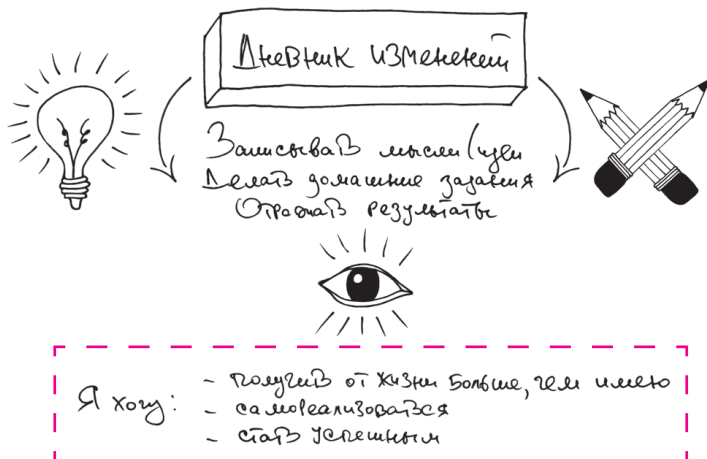 Дневник изменений
Записывать мысли/идеи
Делать домашние задания
Отражать результаты
Я хочу:
- получить от жизни больше, чем имею
- самореализоваться
- стать успешным